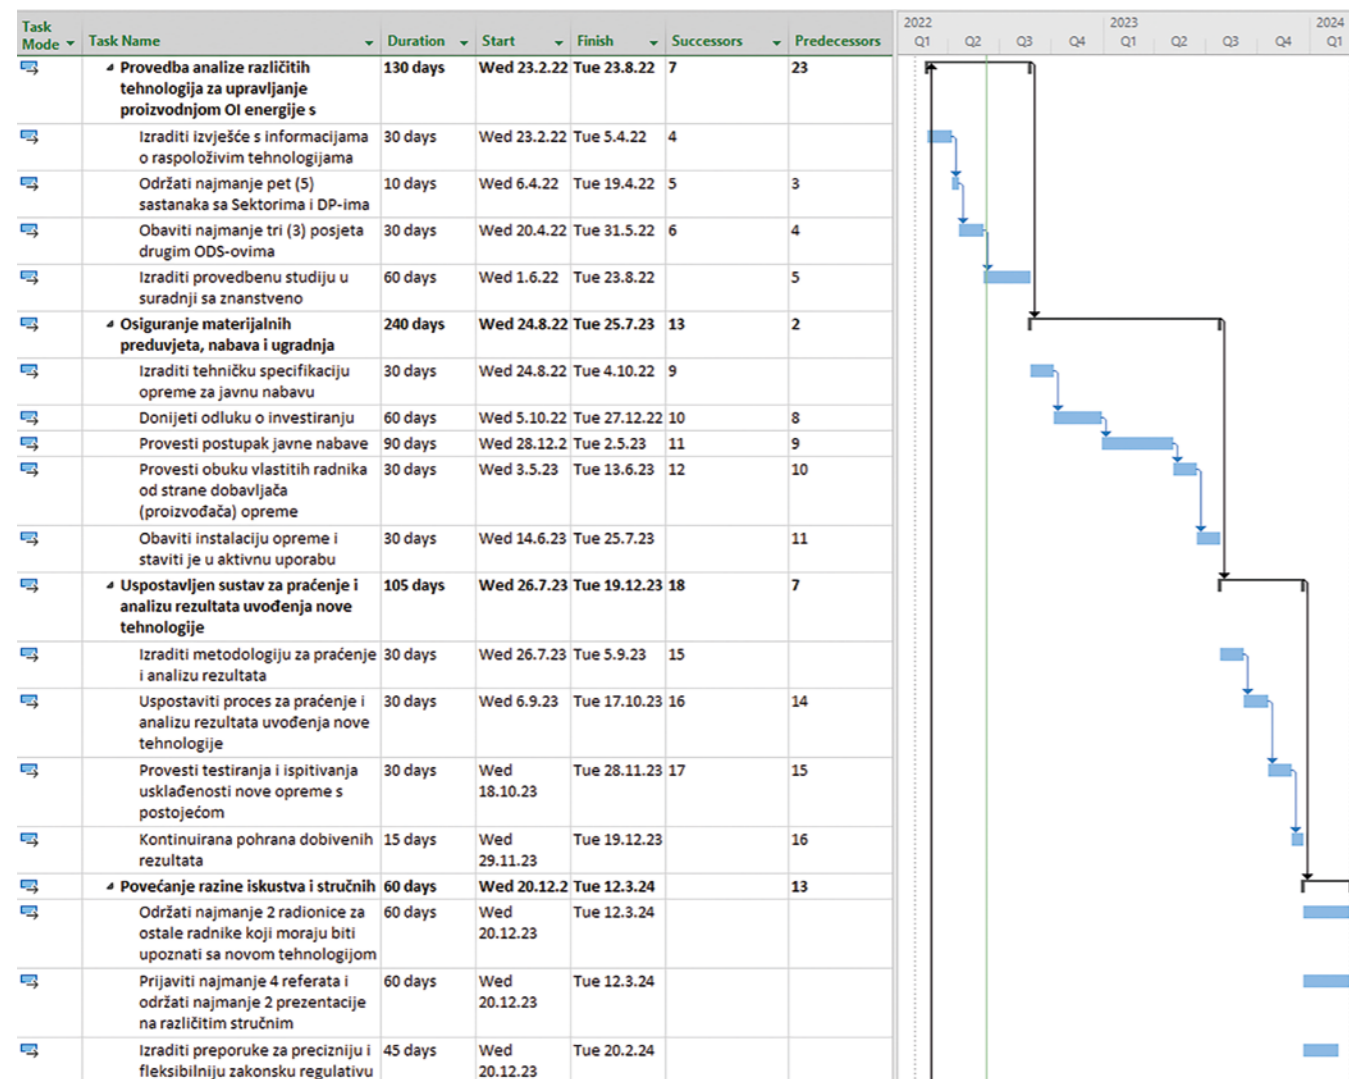 Task Mode Task Name Duration Start Finish Successors Predecessors
2022 2023 2024
Q1 Q2 Q3 Q4 Q1 Q2 Q3 Q4 Q1
Provedba analize različitih 130 days Wed 23.2.22 Tue 23.8.22 7 23
tehnologija za upravljanje
proizvodnjom OI energije s
Izraditi izvješće s informacijama 30 days Wed 23.2.22 Tue 5.4.22 4
o raspoloživim tehnologijama
Održati najmanje pet (5) 10 days Wed 6.4.22 Tue 19.4.22 5 3
sastanaka sa Sektorima i DP-ima
Obaviti najmanje tri (3) posjeta 30 days Wed 20.4.22 Tue 31.5.22 6 4
drugim ODS-ovima
Izraditi provedbenu studiju u 60 days Wed 1.6.22 Tue 23.8.22 5
suradnji sa znanstveno
Osiguranje materijalnih 240 days Wed 24.8.22 Tue 25.7.23 13 2
preduvjeta, nabava i ugradnja
Izraditi tehničku specifikaciju 30 days Wed 24.8.22 Tue 4.10.22 9
opreme za javnu nabavu
Donijeti odluku o investiranju 60 days Wed 5.10.22 Tue 27.12.22 10 8
Provesti postupak javne nabave 90 days Wed 28.12.2 Tue 2.5.23 11 9
Provesti obuku vlastitih radnika 30 days Wed 3.5.23 Tue 13.6.23 12 10
od strane dobavljača
(proizvođača) opreme
Obaviti instalaciju opreme i 30 days Wed 14.6.23 Tue 25.7.23 11
staviti je u aktivnu uporabu
Uspostavljen sustav za praćenje i 105 days Wed 26.7.23 Tue 19.12.23 18 7
analizu rezultata uvođenja nove
tehnologije
Izraditi metodologiju za praćenje 30 days Wed 26.7.23 Tue 5.9.23 15
i analizu rezultata
Uspostaviti proces za praćenje i 30 days Wed 6.9.23 Tue 17.10.23 16 14
analizu rezultata uvođenja nove
tehnologije
Provesti testiranja i ispitivanja 30 days Wed Tue 28.11.23 17 15
usklađenosti nove opreme s 18.10.23
postojećom
Kontinuirana pohrana dobivenih 15 days Wed Tue 19.12.23 16
rezultata 29.11.23
Povećanje razine iskustva i stručnih 60 days Wed 20.12.2 Tue 12.3.24 13
Održati najmanje 2 radionice za 60 days Wed Tue 12.3.24
ostale radnike koji moraju biti 20.12.23
upoznati sa novom tehnologijom
Prijaviti najmanje 4 referata i 60 days Wed Tue 12.3.24
održati najmanje 2 prezentacije 20.12.23
na različitim stručnim
Izraditi preporuke za precizniju i 45 days Wed Tue 20.2.24
fleksibilniju zakonsku regulativu 20.12.23